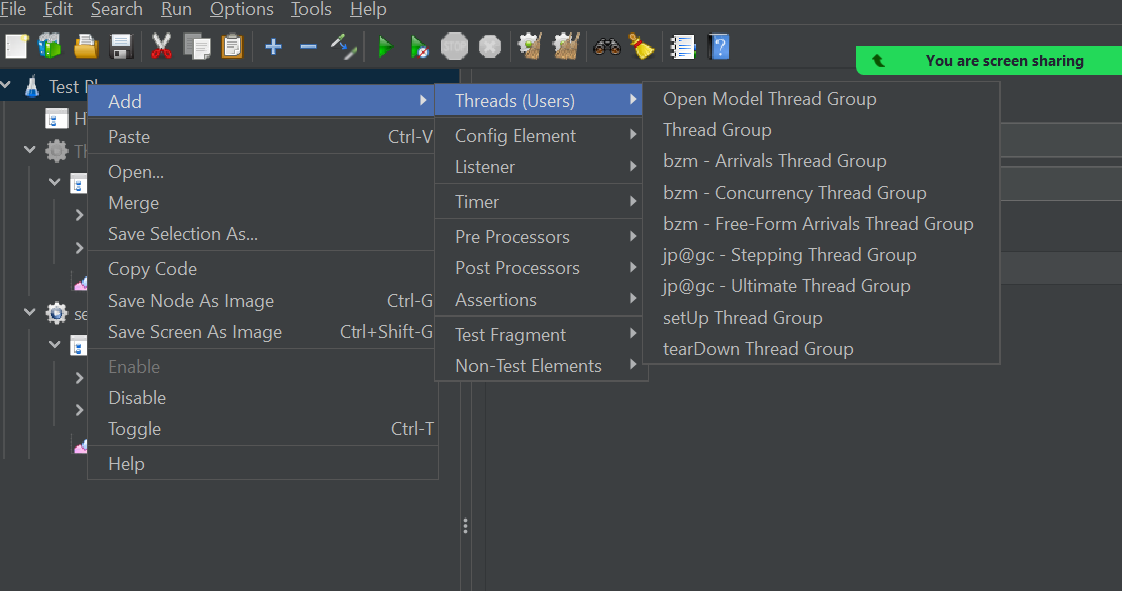 File Edit Search Run Options Tools Help
STOP
?
You are screen sharing
Test Pl
H
Th
se
Add
Paste Ctrl-V
Open...
Merge
Save Selection As...
Copy Code
Save Node As Image Ctrl-G
Save Screen As Image Ctrl+Shift-G
Enable
Disable
Toggle Ctrl-T
Help
Threads (Users)
Config Element
Listener
Timer
Pre Processors
Post Processors
Assertions
Test Fragment
Non-Test Elements
Open Model Thread Group
Thread Group
bzm - Arrivals Thread Group
bzm - Concurrency Thread Group
bzm - Free-Form Arrivals Thread Group
jp@gc - Stepping Thread Group
jp@gc - Ultimate Thread Group
setUp Thread Group
tearDown Thread Group